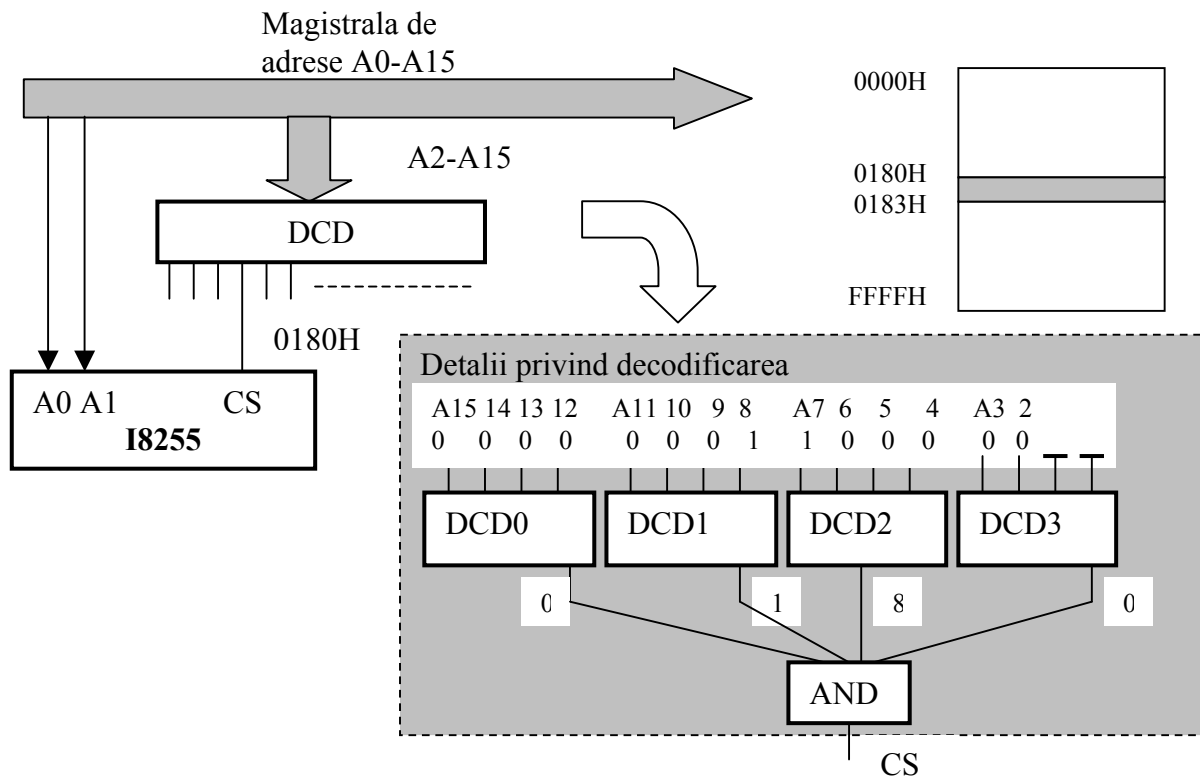 Magistrala de
adrese A0-A15
A2-A15
DCD
0180H
A0 A1 CS
I8255
0000H
0180H
0183H
FFFFH
Detalii privind decodificarea
A15 14 13 12 A11 10 9 8 A7 6 5 4 A3 2
0 0 0 0 0 0 0 1 1 0 0 0 0 0
DCD0 DCD1 DCD2 DCD3
0 1 8 0
AND
CS